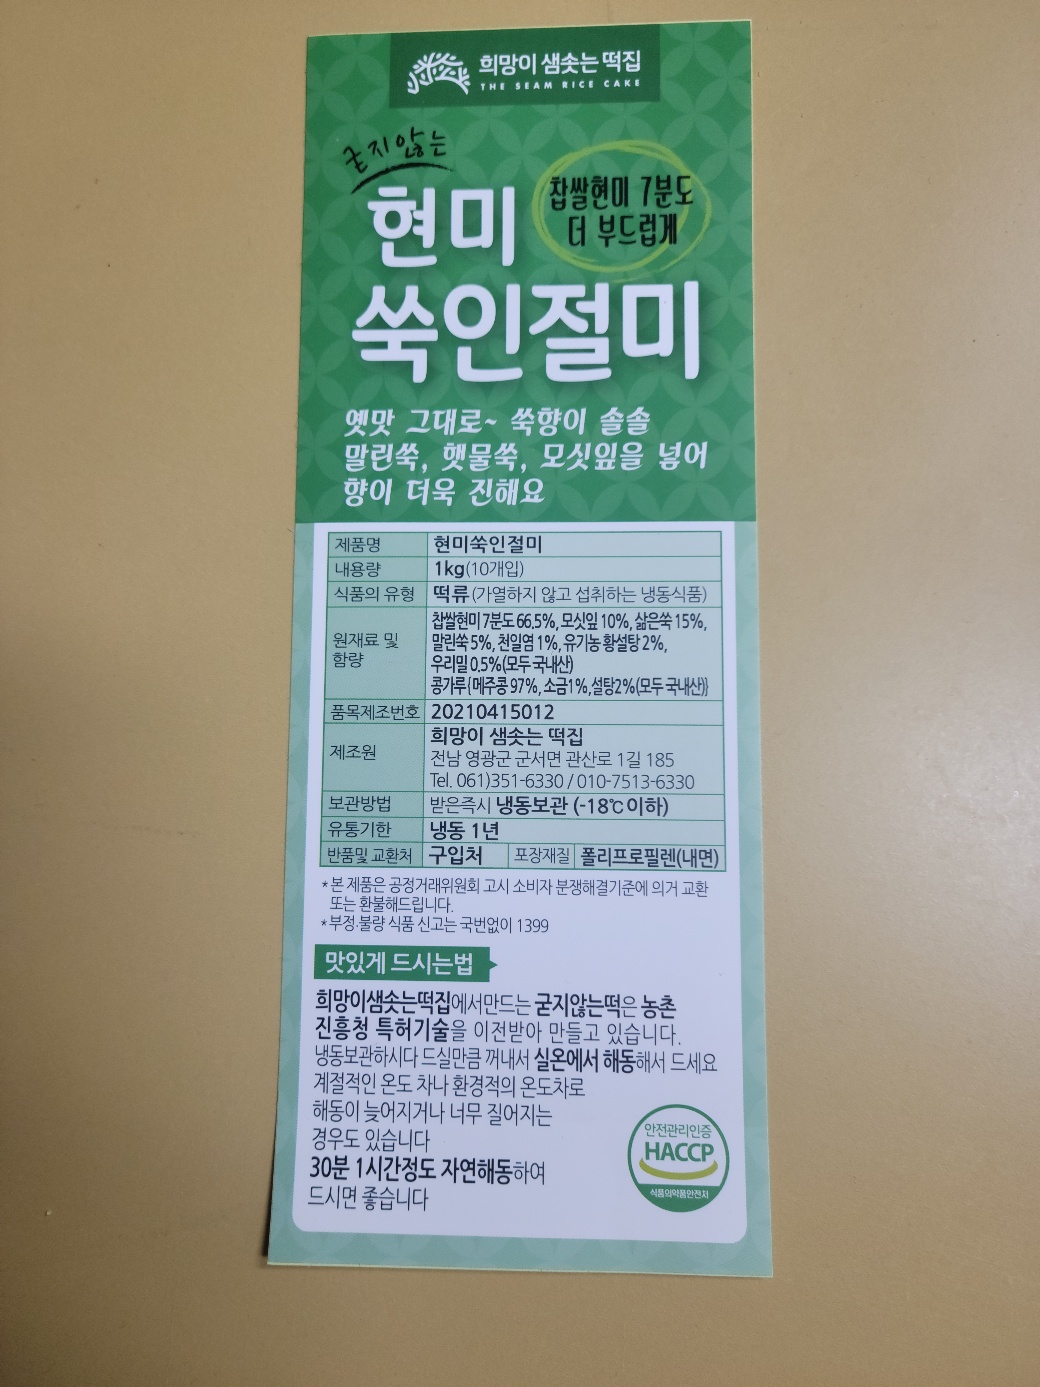 희망이 샘솟는 떡집
THE SEAM RICE CAKE
굳지않는
현미
찹쌀현미 7분도
더 부드럽게
쑥인절미
옛맛 그대로~ 쑥향이 솔솔
말린쑥, 햇물쑥, 모싯잎을 넣어
향이 더욱 진해요
제품명 현미쑥인절미
내용량 1kg(10개입)
식품의 유형 떡류(가열하지 않고 섭취하는 냉동식품)
원재료 및
함량
찹쌀현미 7분도 66.5%, 모싯잎 10%, 삶은쑥 15%,
말린쑥 5%, 천일염 1%, 유기농 황설탕 2%,
우리밀 0.5%(모두 국내산)
콩가루{메주콩 97%, 소금1%,설탕2%(모두 국내산)}
품목제조번호 20210415012
제조원
희망이 샘솟는 떡집
전남 영광군 군서면 관산로 1길 185
Tel. 061)351-6330 / 010-7513-6330
보관방법 받은즉시 냉동보관 (-18℃이하)
유통기한 냉동 1년
반품및 교환처 구입처 포장재질 폴리프로필렌(내면)
*본 제품은 공정거래위원회 고시 소비자 분쟁해결기준에 의거 교환
또는 환불해드립니다.
*부정·불량 식품 신고는 국번없이 1399
맛있게 드시는법
희망이샘솟는떡집에서만드는 굳지않는떡은 농촌
진흥청 특허기술을 이전받아 만들고 있습니다.
냉동보관하시다 드실만큼 꺼내서 실온에서 해동해서 드세요
계절적인 온도 차나 환경적의 온도차로
해동이 늦어지거나 너무 질어지는
경우도 있습니다
30분 1시간정도 자연해동하여
드시면 좋습니다
안전관리인증
HACCP
식품의약품안전처